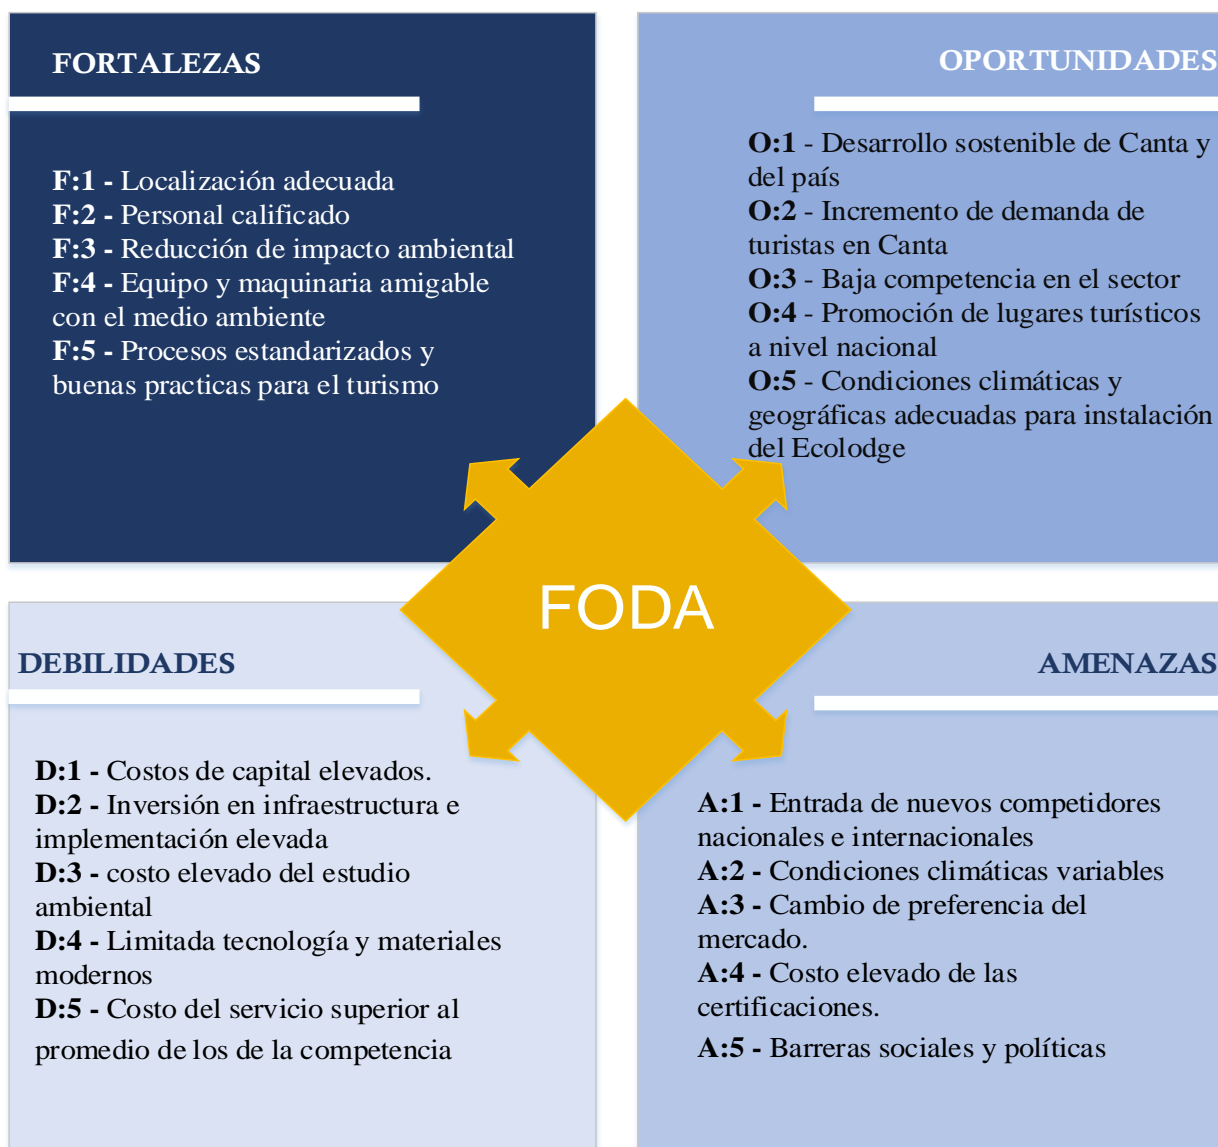 FORTALEZAS
F:1 - Localización adecuada
F:2 - Personal calificado
F:3 - Reducción de impacto ambiental
F:4 - Equipo y maquinaria amigable
con el medio ambiente
F:5 - Procesos estandarizados y
buenas practicas para el turismo
OPORTUNIDADES
O:1 - Desarrollo sostenible de Canta y
del país
O:2 - Incremento de demanda de
turistas en Canta
O:3 - Baja competencia en el sector
O:4 - Promoción de lugares turísticos
a nivel nacional
O:5 - Condiciones climáticas y
geográficas adecuadas para instalación
del Ecolodge
FODA
DEBILIDADES
D:1 - Costos de capital elevados.
D:2 - Inversión en infraestructura e
implementación elevada
D:3 - costo elevado del estudio
ambiental
D:4 - Limitada tecnología y materiales
modernos
D:5 - Costo del servicio superior al
promedio de los de la competencia
AMENAZAS
A:1 - Entrada de nuevos competidores
nacionales e internacionales
A:2 - Condiciones climáticas variables
A:3 - Cambio de preferencia del
mercado.
A:4 - Costo elevado de las
certificaciones.
A:5 - Barreras sociales y políticas